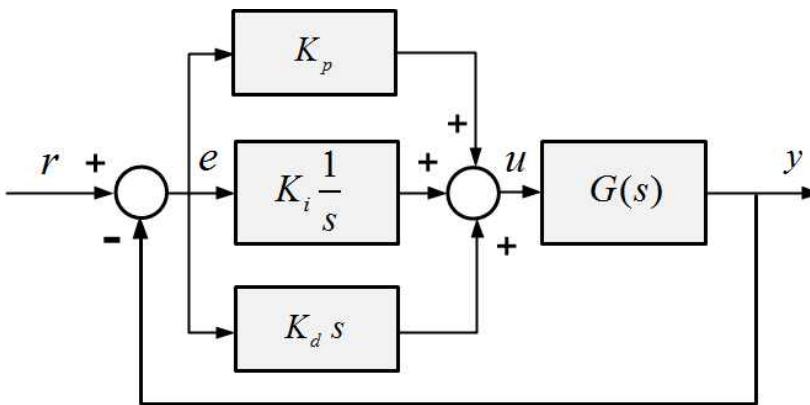 K_p
+
r + e K_i 1/s + u G(s) y
-
+
K_d s